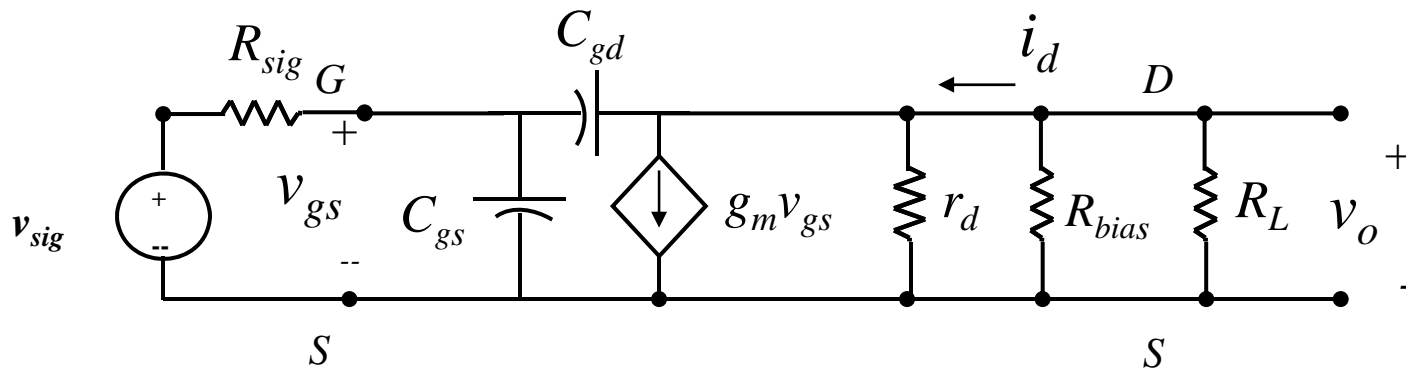 R_sig
G
C_gd
i_d
D
+
v_gs
--
v_sig
+
--
C_gs
g_m v_gs
r_d
R_bias
R_L
+
v_o
-
S
S